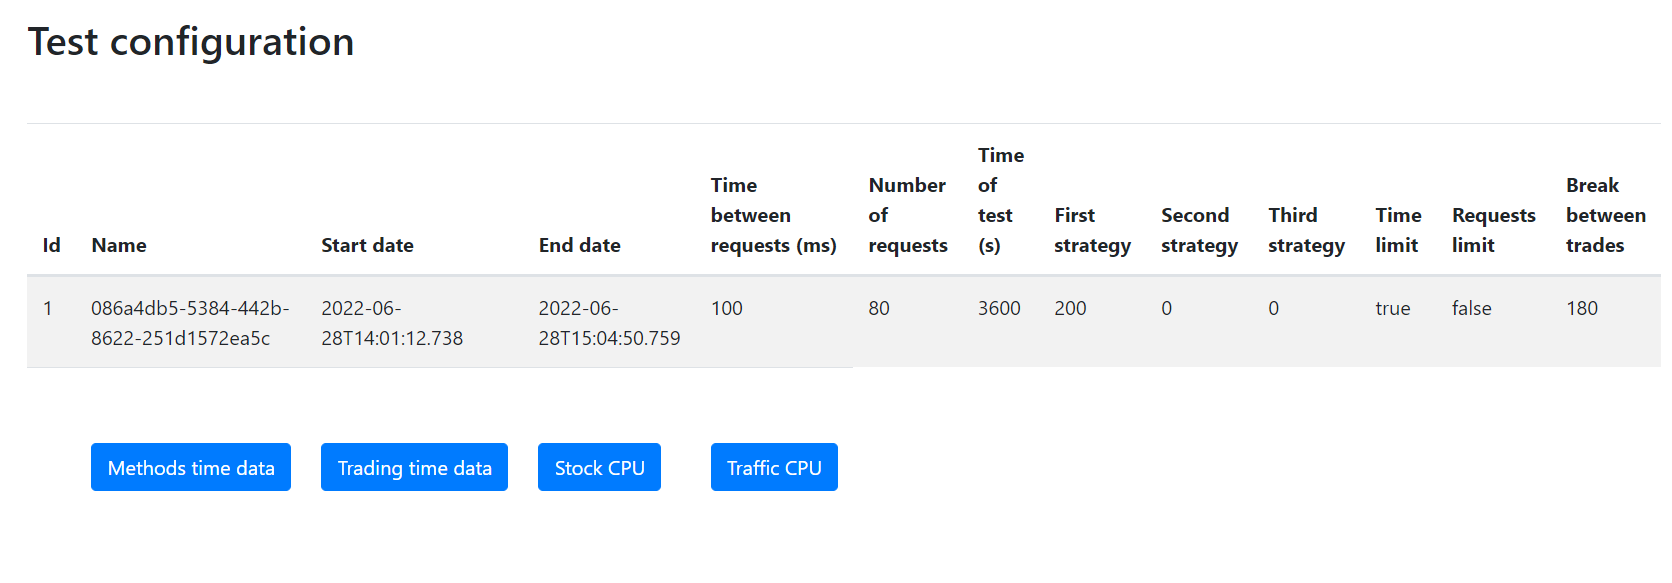 Test configuration
Id Name Start date End date Time between requests (ms) Number of requests Time of test (s) First strategy Second strategy Third strategy Time limit Requests limit Break between trades
1 086a4db5-5384-442b-8622-251d1572ea5c 2022-06-28T14:01:12.738 2022-06-28T15:04:50.759 100 80 3600 200 0 0 true false 180
Methods time data Trading time data Stock CPU Traffic CPU